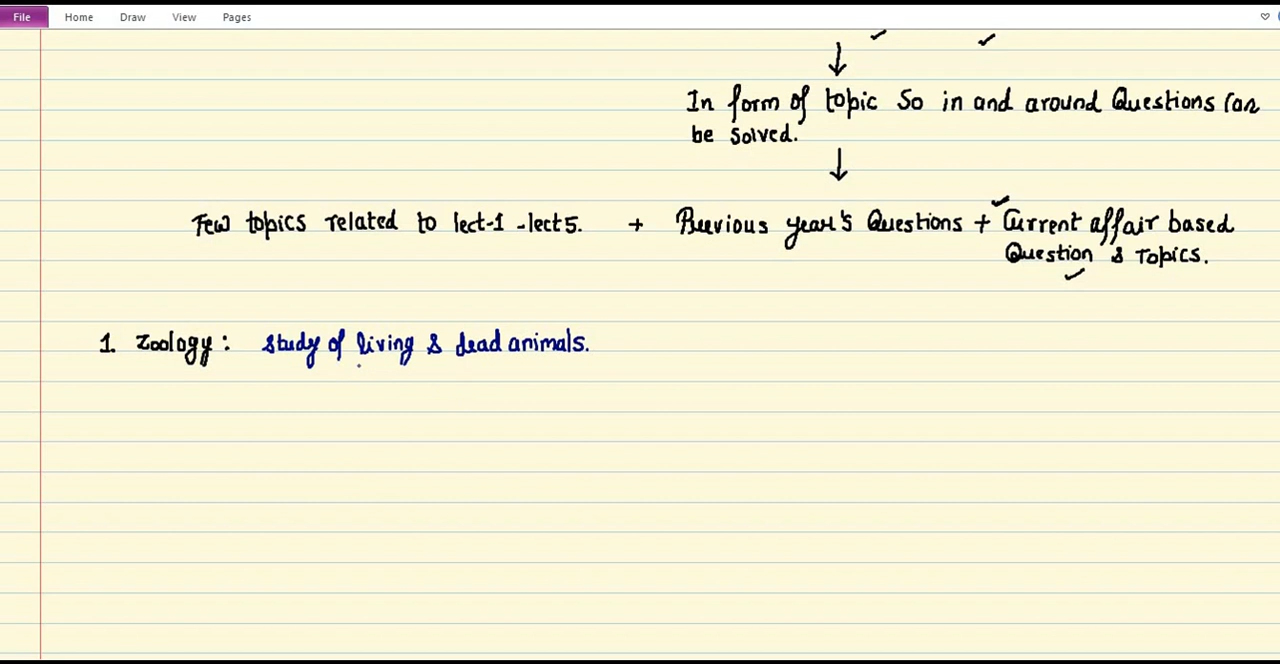 File Home Draw View Pages
In form of topic So in and around Questions can
be Solved.
Few topics related to lect-1 -lect5. + Previous year's Questions + Current affair based
Question & Topics.
1. Zoology: study of living & dead animals.